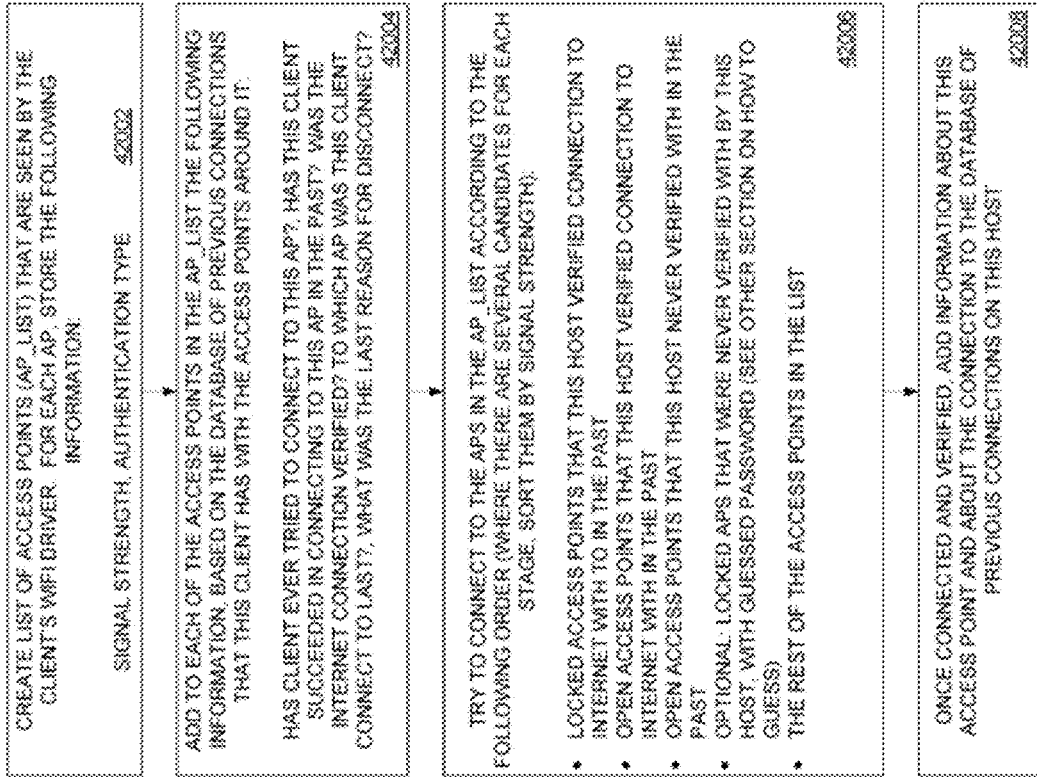 CREATE LIST OF ACCESS POINTS (AP_LIST) THAT ARE SEEN BY THE
CLIENT'S WIFI DRIVER. FOR EACH AP, STORE THE FOLLOWING
INFORMATION:
SIGNAL STRENGTH, AUTHENTICATION TYPE 42002
ADD TO EACH OF THE ACCESS POINTS IN THE AP_LIST THE FOLLOWING
INFORMATION, BASED ON THE DATABASE OF PREVIOUS CONNECTIONS
THAT THIS CLIENT HAS WITH THE ACCESS POINTS AROUND IT:
HAS CLIENT EVER TRIED TO CONNECT TO THIS AP?, HAS THIS CLIENT
SUCCEEDED IN CONNECTING TO THIS AP IN THE PAST? WAS THE
INTERNET CONNECTION VERIFIED? TO WHICH AP WAS THIS CLIENT
CONNECT TO LAST?, WHAT WAS THE LAST REASON FOR DISCONNECT?
42004
TRY TO CONNECT TO THE APS IN THE AP_LIST ACCORDING TO THE
FOLLOWING ORDER (WHERE THERE ARE SEVERAL CANDIDATES FOR EACH
STAGE, SORT THEM BY SIGNAL STRENGTH):
• LOCKED ACCESS POINTS THAT THIS HOST VERIFIED CONNECTION TO
INTERNET WITH TO IN THE PAST
• OPEN ACCESS POINTS THAT THIS HOST VERIFIED CONNECTION TO
INTERNET WITH IN THE PAST
• OPEN ACCESS POINTS THAT THIS HOST NEVER VERIFIED WITH IN THE
PAST
• OPTIONAL: LOCKED APS THAT WERE NEVER VERIFIED WITH BY THIS
HOST, WITH GUESSED PASSWORD (SEE OTHER SECTION ON HOW TO
GUESS)
• THE REST OF THE ACCESS POINTS IN THE LIST
42006
ONCE CONNECTED AND VERIFIED, ADD INFORMATION ABOUT THIS
ACCESS POINT AND ABOUT THE CONNECTION TO THE DATABASE OF
PREVIOUS CONNECTIONS ON THIS HOST
42008